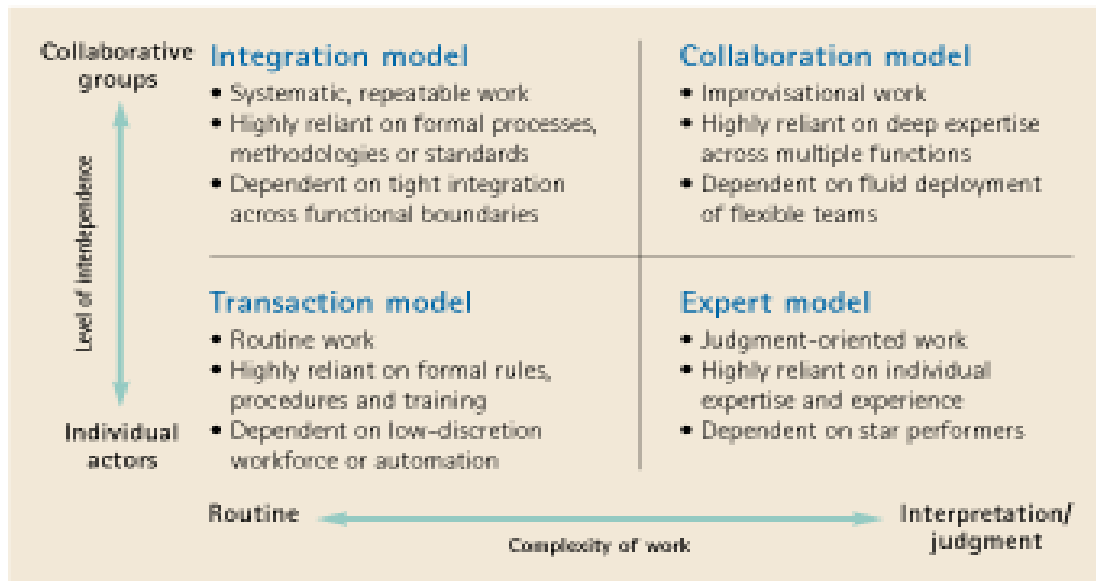 Collaborative
groups
Integration model
• Systematic, repeatable work
• Highly reliant on formal processes,
methodologies or standards
• Dependent on tight integration
across functional boundaries
Collaboration model
• Improvisational work
• Highly reliant on deep expertise
across multiple functions
• Dependent on fluid deployment
of flexible teams
Level of interdependence
Transaction model
• Routine work
• Highly reliant on formal rules,
procedures and training
• Dependent on low-discretion
workforce or automation
Expert model
• Judgment-oriented work
• Highly reliant on individual
expertise and experience
• Dependent on star performers
Individual
actors
Routine
Interpretation/
judgment
Complexity of work